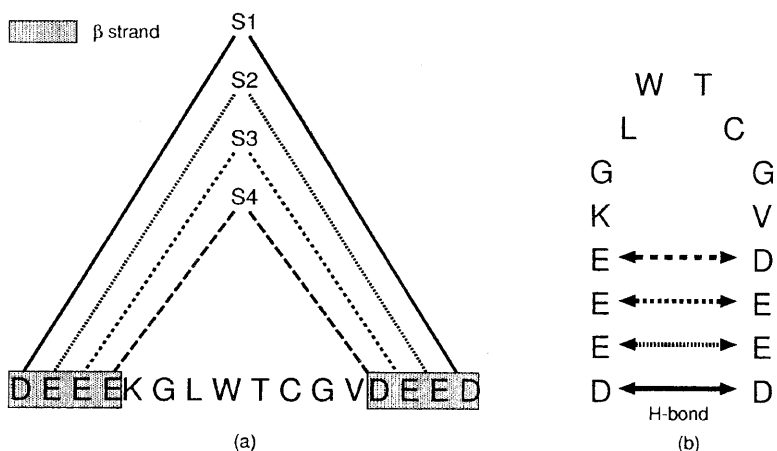 β strand
S1
S2
S3
S4
DEEEKGLWTCGVDEED
(a)
W T
L C
G G
K V
E D
E E
E E
D D
H-bond
(b)